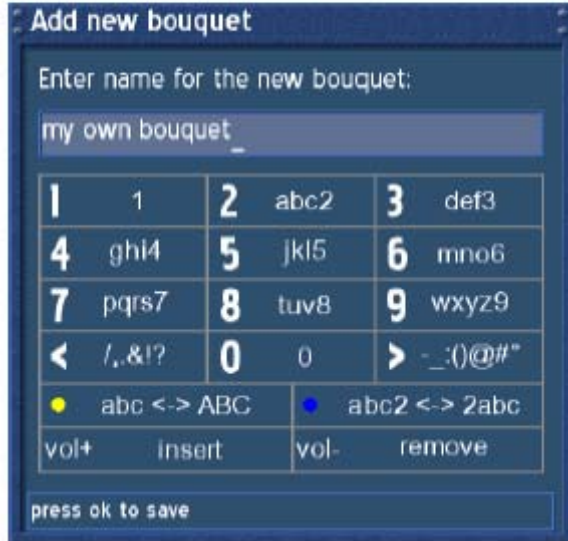 Add new bouquet
Enter name for the new bouquet:
my own bouquet_
1 1 2 abc2 3 def3
4 ghi4 5 jkl5 6 mno6
7 pqrs7 8 tuv8 9 wxyz9
< /,.&!? 0 0 > -_:()@#"
abc <-> ABC abc2 <-> 2abc
vol+ insert vol- remove
press ok to save